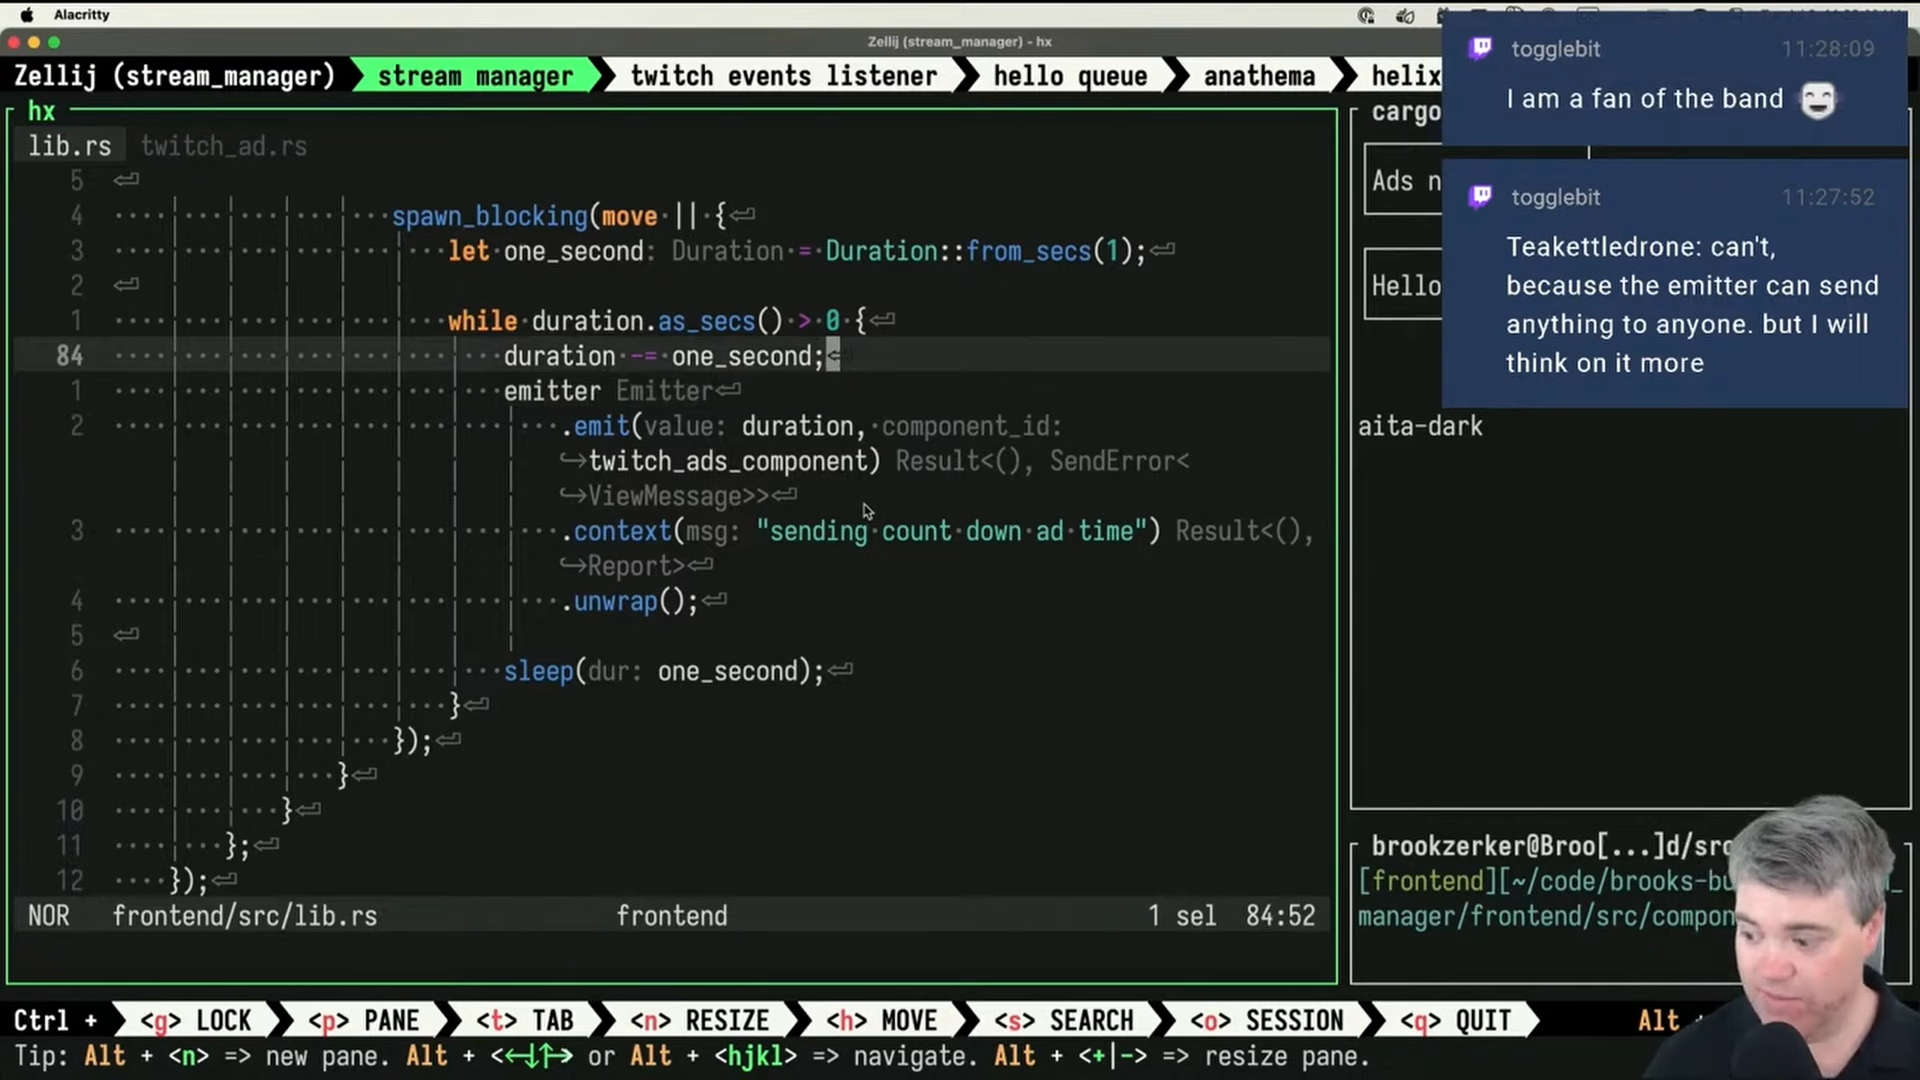 Alacritty
Zellij (stream_manager) - hx
Zellij (stream_manager) stream manager twitch events listener hello queue anathema helix
hx
lib.rs twitch_ad.rs
5
4 spawn_blocking(move || {
3 let one_second: Duration = Duration::from_secs(1);
2
1 while duration.as_secs() > 0 {
84 duration -= one_second;
1 emitter Emitter
2 .emit(value: duration, component_id:
twitch_ads_component) Result<(), SendError<
ViewMessage>>
3 .context(msg: "sending count down ad time") Result<(),
Report>
4 .unwrap();
5
6 sleep(dur: one_second);
7 }
8 });
9 }
10 }
11 };
12 });
NOR frontend/src/lib.rs frontend 1 sel 84:52
cargo
Ads n
Hello
aita-dark
togglebit 11:28:09
I am a fan of the band
togglebit 11:27:52
Teakettledrone: can't,
because the emitter can send
anything to anyone. but I will
think on it more
brookzerker@Broo[...]d/src
[frontend][~/code/brooks-bu
manager/frontend/src/compon
Ctrl + <g> LOCK <p> PANE <t> TAB <n> RESIZE <h> MOVE <s> SEARCH <o> SESSION <q> QUIT Alt
Tip: Alt + <n> => new pane. Alt + <←↓↑→> or Alt + <hjkl> => navigate. Alt + <+|-> => resize pane.